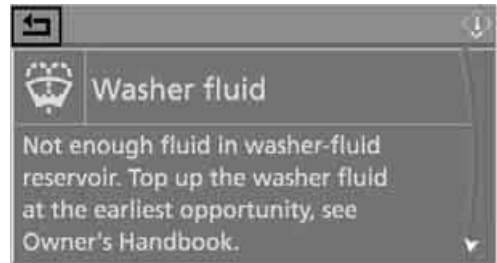 Washer fluid
Not enough fluid in washer-fluid
reservoir. Top up the washer fluid
at the earliest opportunity, see
Owner's Handbook.